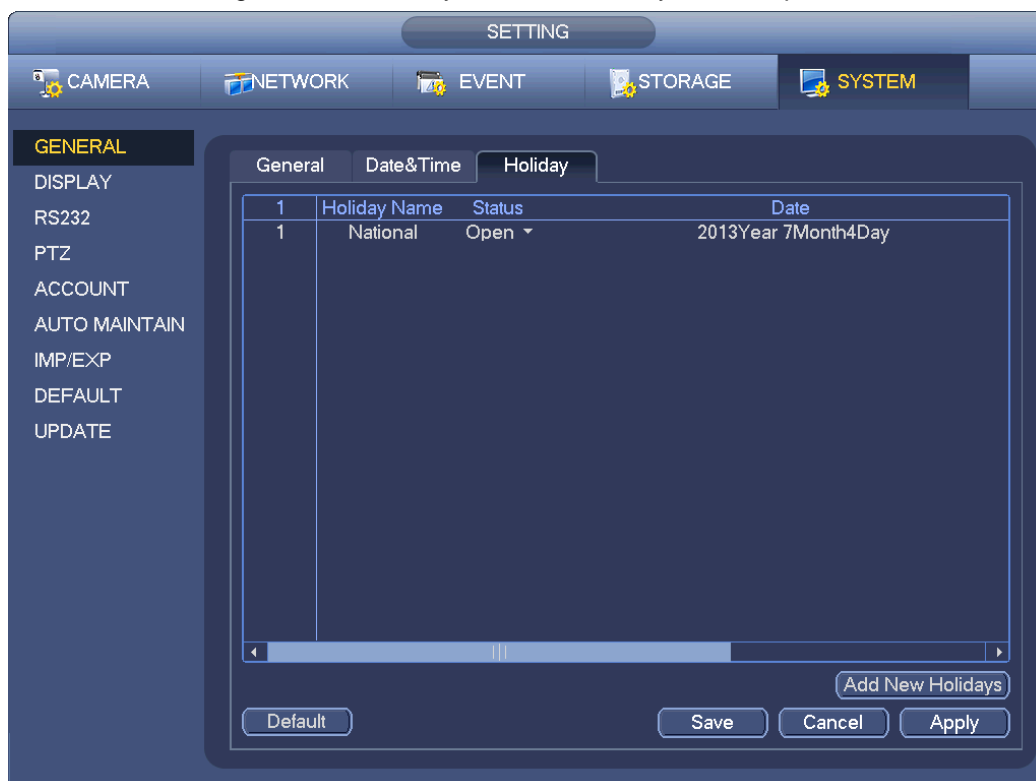 SETTING
CAMERA NETWORK EVENT STORAGE SYSTEM
GENERAL
DISPLAY
RS232
PTZ
ACCOUNT
AUTO MAINTAIN
IMP/EXP
DEFAULT
UPDATE
General Date&Time Holiday
1 Holiday Name Status Date
1 National Open 2013Year 7Month4Day
Add New Holidays
Default Save Cancel Apply